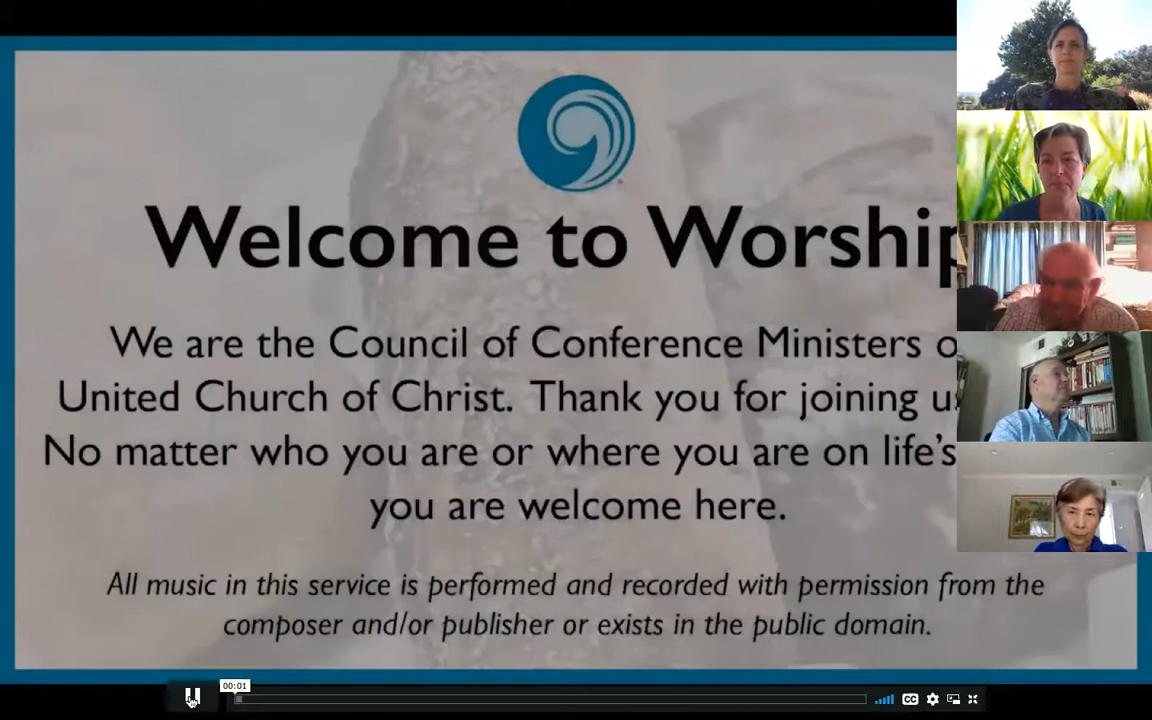 Welcome to Worship
We are the Council of Conference Ministers
United Church of Christ. Thank you for joining
No matter who you are or where you are on life's
you are welcome here.
All music in this service is performed and recorded with permission from the
composer and/or publisher or exists in the public domain.
00:01
CC